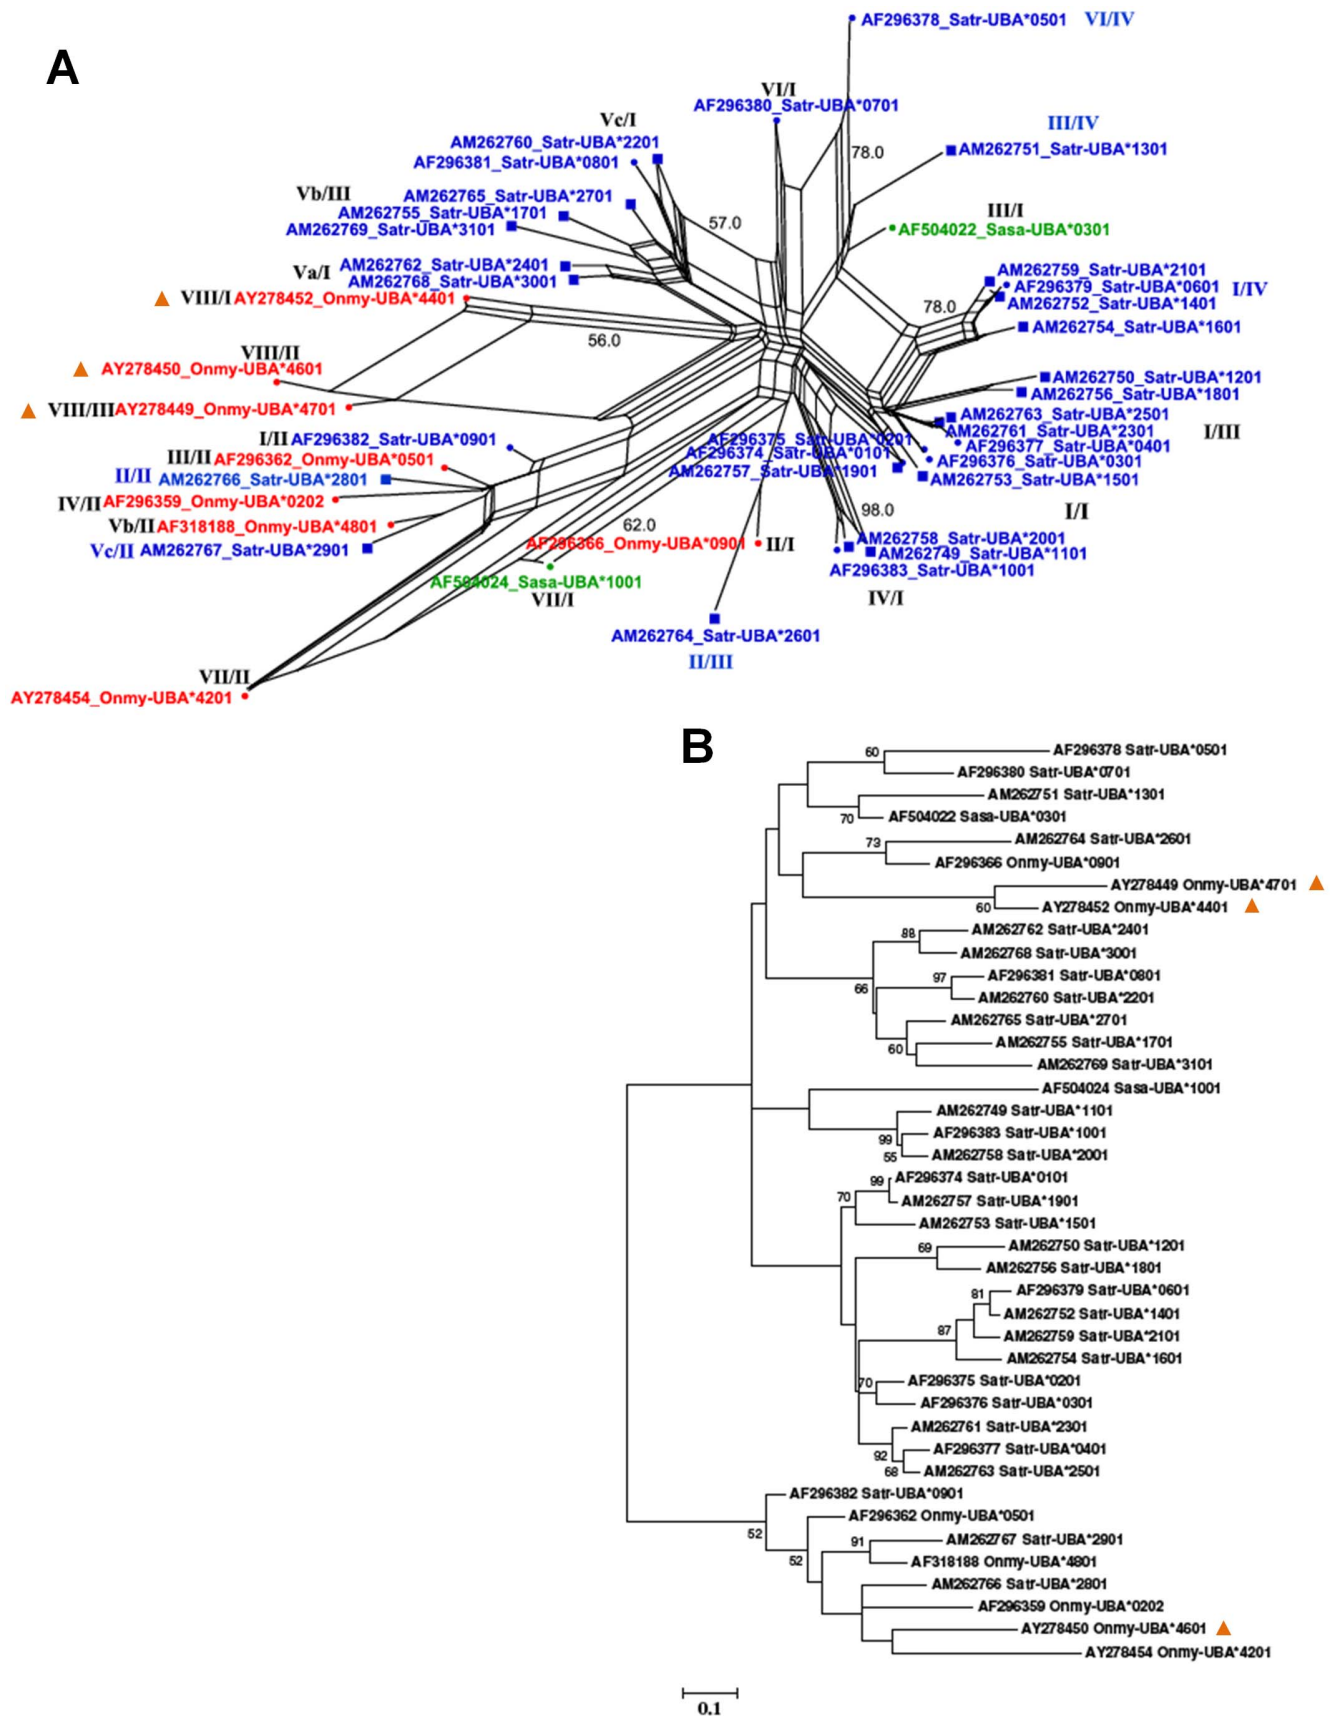 A
AF296378_Satr-UBA*0501 VI/IV
VI/I
AF296380_Satr-UBA*0701
Vc/I
AM262760_Satr-UBA*2201
AF296381_Satr-UBA*0801
III/IV
AM262751_Satr-UBA*1301
78.0
Vb/III
AM262765_Satr-UBA*2701
AM262755_Satr-UBA*1701
AM262769_Satr-UBA*3101
57.0
III/I
AF504022_Sasa-UBA*0301
Va/I
AM262762_Satr-UBA*2401
AM262768_Satr-UBA*3001
AM262759_Satr-UBA*2101
AF296379_Satr-UBA*0601 I/IV
AM262752_Satr-UBA*1401
VIII/I AY278452_Onmy-UBA*4401
78.0
AM262754_Satr-UBA*1601
56.0
VIII/II
AY278450_Onmy-UBA*4601
AM262750_Satr-UBA*1201
AM262756_Satr-UBA*1801
VIII/III AY278449_Onmy-UBA*4701
AM262763_Satr-UBA*2501
AM262761_Satr-UBA*2301
I/III
I/II AF296382_Satr-UBA*0901
AF296375_Satr-UBA*0201
AF296377_Satr-UBA*0401
III/II AF296362_Onmy-UBA*0501
AF296374_Satr-UBA*0101
AF296376_Satr-UBA*0301
II/II AM262766_Satr-UBA*2801
AM262757_Satr-UBA*1901
AM262753_Satr-UBA*1501
IV/II AF296359_Onmy-UBA*0202
98.0
I/I
Vb/II AF318188_Onmy-UBA*4801
62.0
AF296366_Onmy-UBA*0901 II/I
AM262758_Satr-UBA*2001
Vc/II AM262767_Satr-UBA*2901
AM262749_Satr-UBA*1101
AF296383_Satr-UBA*1001
AF504024_Sasa-UBA*1001
VII/I
IV/I
AM262764_Satr-UBA*2601
II/III
VII/II
AY278454_Onmy-UBA*4201
B
60
AF296378 Satr-UBA*0501
AF296380 Satr-UBA*0701
AM262751 Satr-UBA*1301
70
AF504022 Sasa-UBA*0301
73
AM262764 Satr-UBA*2601
AF296366 Onmy-UBA*0901
AY278449 Onmy-UBA*4701
60
AY278452 Onmy-UBA*4401
88
AM262762 Satr-UBA*2401
AM262768 Satr-UBA*3001
66
97
AF296381 Satr-UBA*0801
AM262760 Satr-UBA*2201
AM262765 Satr-UBA*2701
60
AM262755 Satr-UBA*1701
AM262769 Satr-UBA*3101
AF504024 Sasa-UBA*1001
AM262749 Satr-UBA*1101
99
AF296383 Satr-UBA*1001
55
AM262758 Satr-UBA*2001
99
AF296374 Satr-UBA*0101
70
AM262757 Satr-UBA*1901
AM262753 Satr-UBA*1501
69
AM262750 Satr-UBA*1201
AM262756 Satr-UBA*1801
81
AF296379 Satr-UBA*0601
AM262752 Satr-UBA*1401
87
AM262759 Satr-UBA*2101
AM262754 Satr-UBA*1601
70
AF296375 Satr-UBA*0201
AF296376 Satr-UBA*0301
AM262761 Satr-UBA*2301
92
AF296377 Satr-UBA*0401
68
AM262763 Satr-UBA*2501
AF296382 Satr-UBA*0901
52
AF296362 Onmy-UBA*0501
52
91
AM262767 Satr-UBA*2901
AF318188 Onmy-UBA*4801
AM262766 Satr-UBA*2801
AF296359 Onmy-UBA*0202
AY278450 Onmy-UBA*4601
AY278454 Onmy-UBA*4201
0.1